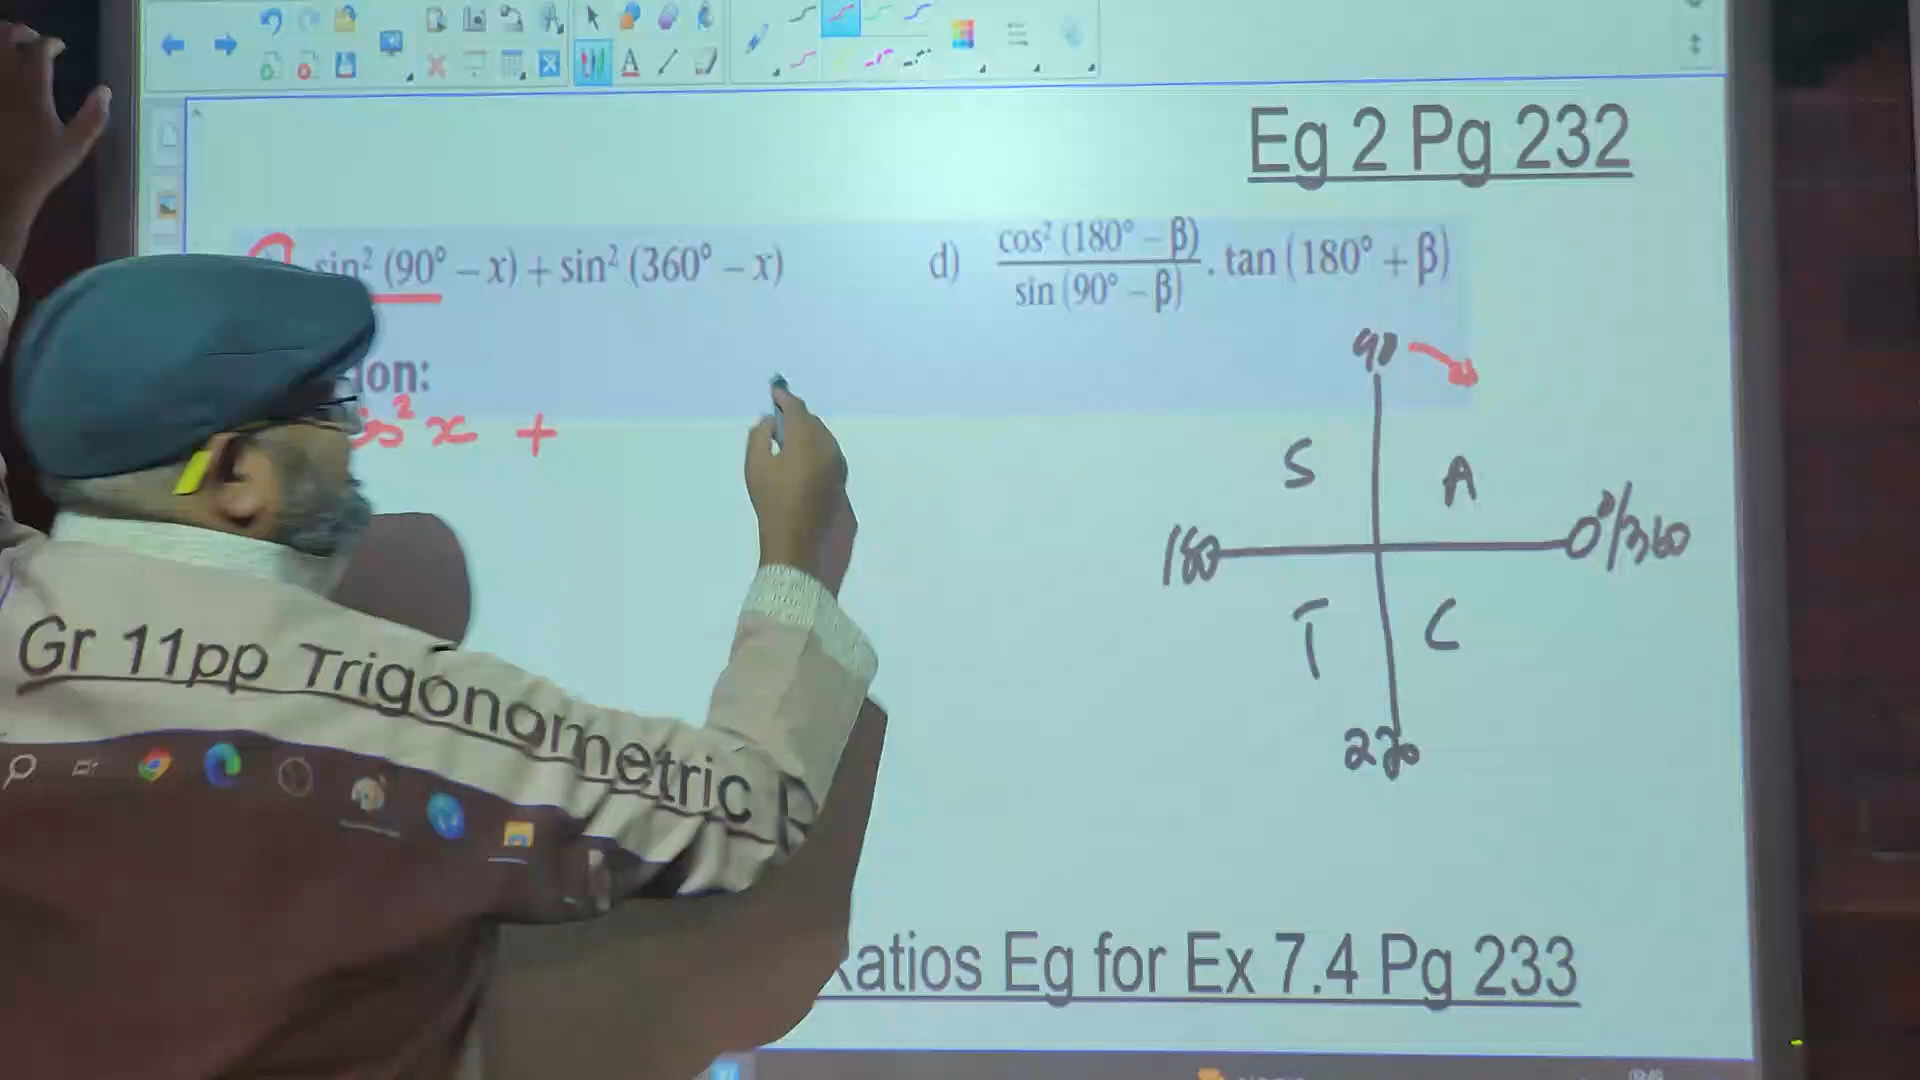 Eg 2 Pg 232
sin² (90° – x) + sin² (360° – x)
d) cos² (180° – β) / sin (90° – β) . tan (180° + β)
90
x +
S A
180 0°/360
T C
270
Gr 11pp Trigonometric Ratios Eg for Ex 7.4 Pg 233